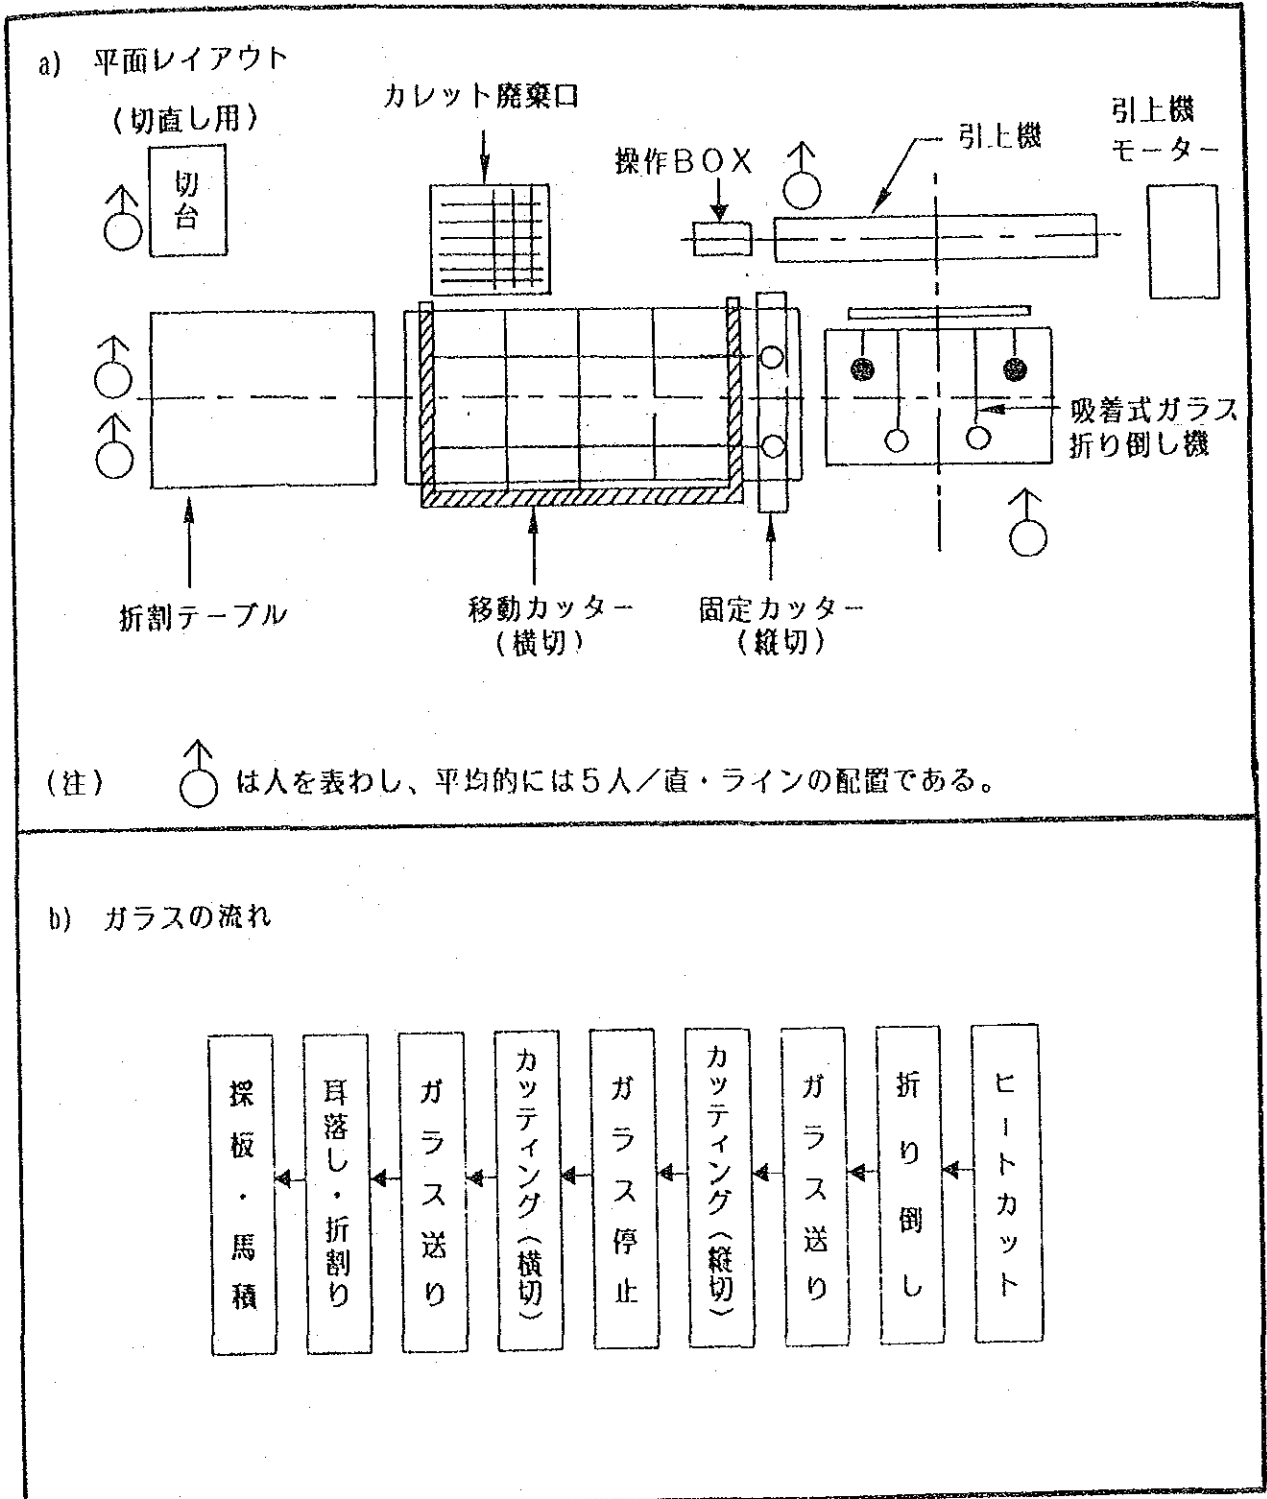 a) 平面レイアウト
(切直し用)
切台
カレット廃棄口
操作BOX
引上機
引上機
モーター
吸着式ガラス
折り倒し機
折割テーブル
移動カッター
(横切)
固定カッター
(縦切)
(注) は人を表わし、平均的には5人/直・ラインの配置である。
b) ガラスの流れ
ヒートカット
折り倒し
ガラス送り
カッティング(縦切)
ガラス停止
カッティング(横切)
ガラス送り
耳落し・折割り
採板・馬積